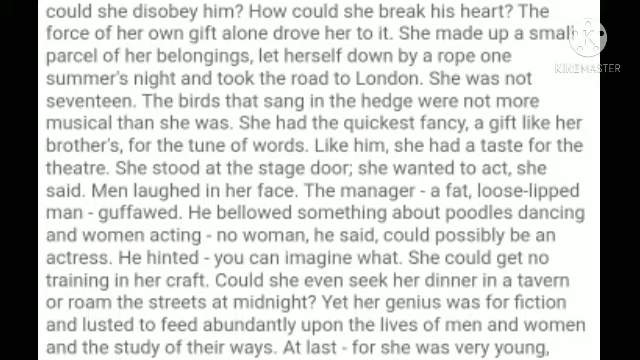 could she disobey him? How could she break his heart? The
force of her own gift alone drove her to it. She made up a small
parcel of her belongings, let herself down by a rope one
summer's night and took the road to London. She was not
seventeen. The birds that sang in the hedge were not more
musical than she was. She had the quickest fancy, a gift like her
brother's, for the tune of words. Like him, she had a taste for the
theatre. She stood at the stage door; she wanted to act, she
said. Men laughed in her face. The manager - a fat, loose-lipped
man - guffawed. He bellowed something about poodles dancing
and women acting - no woman, he said, could possibly be an
actress. He hinted - you can imagine what. She could get no
training in her craft. Could she even seek her dinner in a tavern
or roam the streets at midnight? Yet her genius was for fiction
and lusted to feed abundantly upon the lives of men and women
and the study of their ways. At last - for she was very young,
KINEMASTER